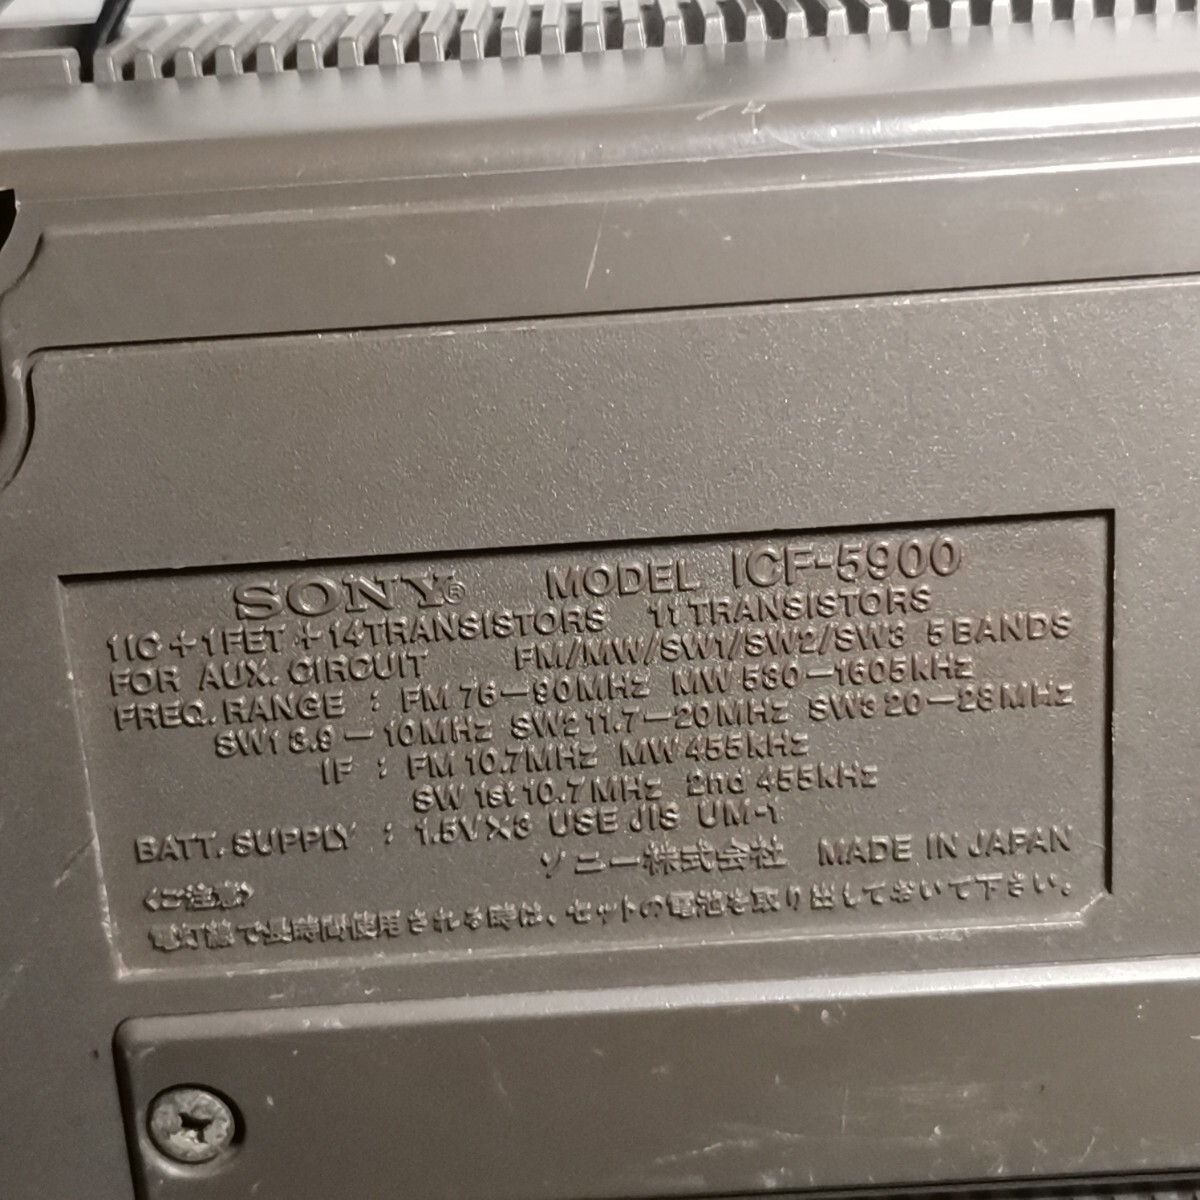 SONY® MODEL ICF-5900
1IC+1FET+14TRANSISTORS 11TRANSISTORS
FOR AUX. CIRCUIT FM/MW/SW1/SW2/SW3 5BANDS
FREQ. RANGE : FM 76-90MHz MW 530-1605kHz
SW1 3.9-10MHz SW2 11.7-20MHz SW3 20-28MHz
IF : FM 10.7MHz MW 455kHz
SW 1st 10.7MHz 2nd 455kHz
BATT. SUPPLY : 1.5V×3 USE JIS UM-1
ソニー株式会社 MADE IN JAPAN
〈ご注意〉
電灯線で長時間使用される時は、セットの電池を取り出しておいて下さい。